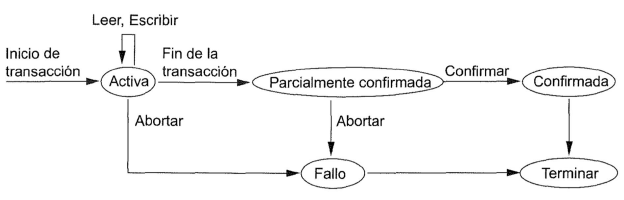 Leer, Escribir
Inicio de
transacción
Fin de la
transacción
Activa
Parcialmente confirmada
Confirmar
Confirmada
Abortar
Abortar
Fallo
Terminar